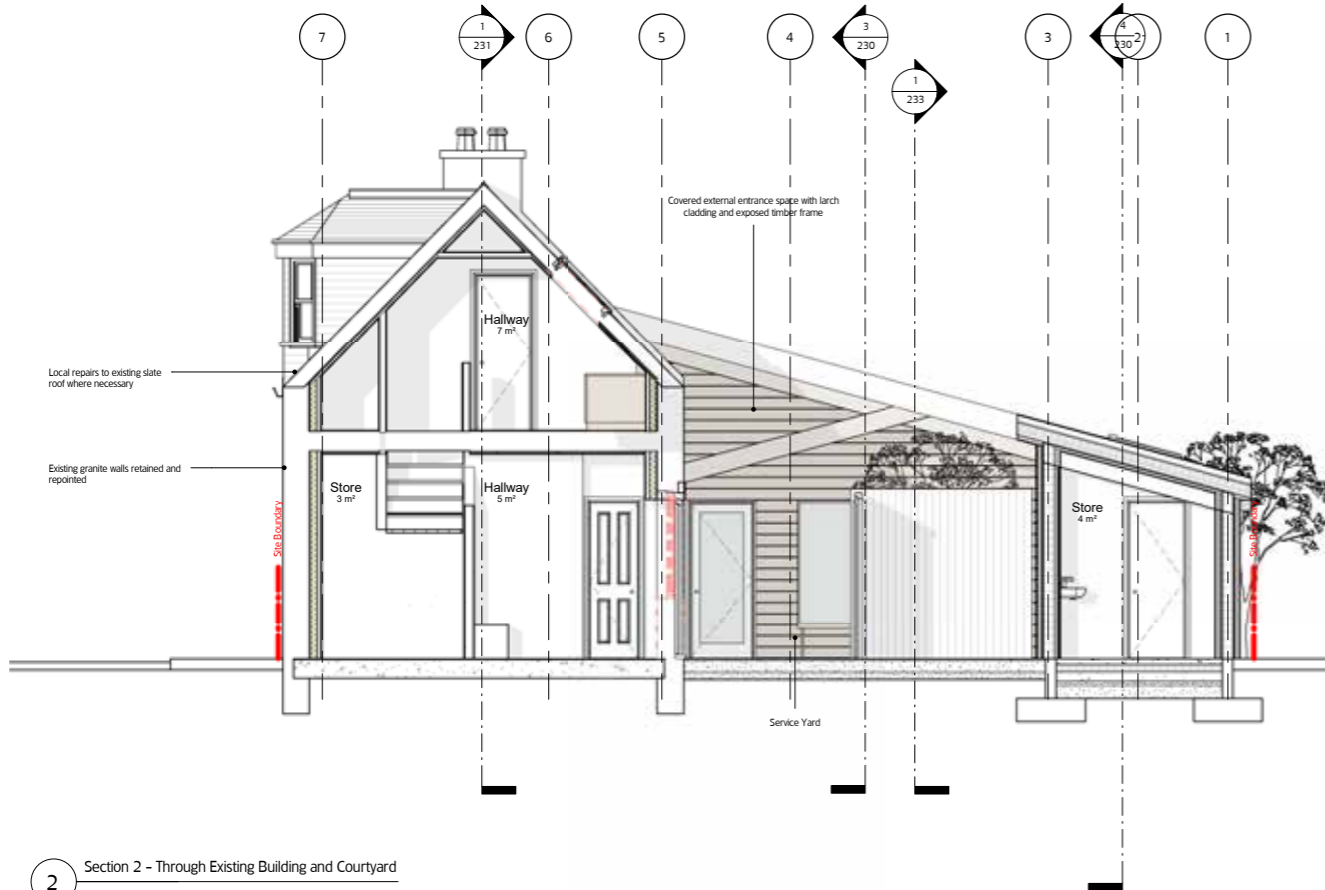 7
1
231
6
5
4
3
230
1
233
3
4
230
2
1
Covered external entrance space with larch
cladding and exposed timber frame
Hallway
7 m²
Local repairs to existing slate
roof where necessary
Existing granite walls retained and
repointed
Store
3 m²
Hallway
5 m²
Store
4 m²
Site Boundary
Site Boundary
Service Yard
2
Section 2 - Through Existing Building and Courtyard